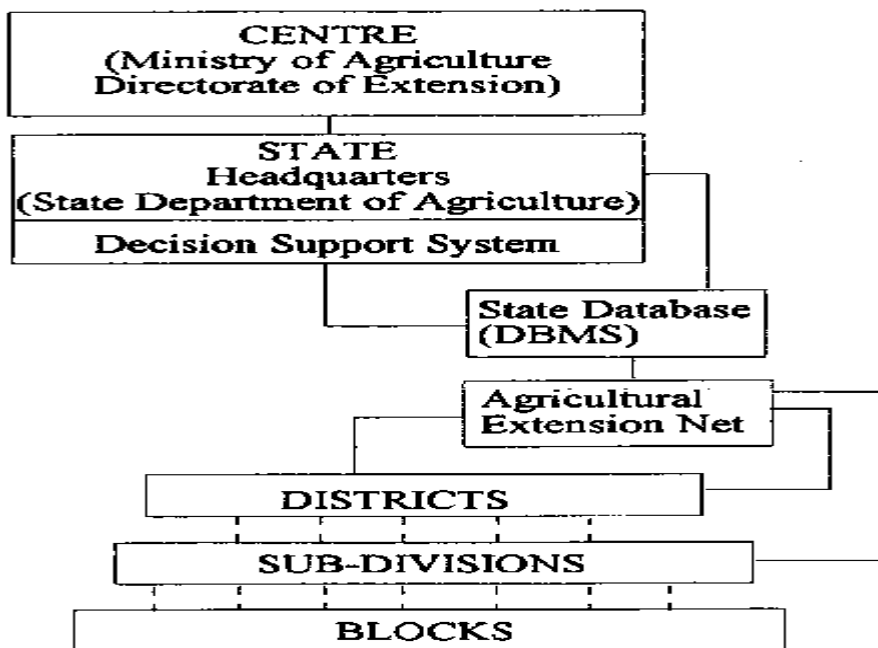 CENTRE
(Ministry of Agriculture
Directorate of Extension)
STATE
Headquarters
(State Department of Agriculture)
Decision Support System
State Database
(DBMS)
Agricultural
Extension Net
DISTRICTS
SUB-DIVISIONS
BLOCKS